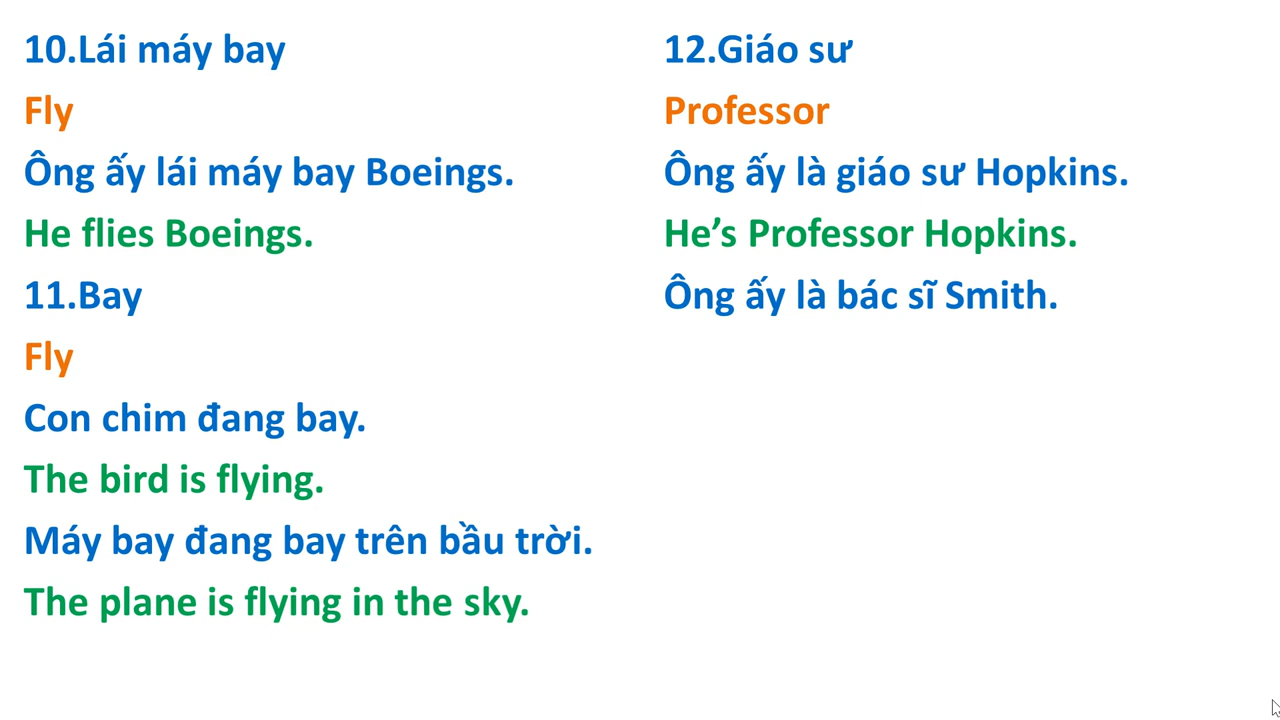 10.Lái máy bay
Fly
Ông ấy lái máy bay Boeings.
He flies Boeings.
11.Bay
Fly
Con chim đang bay.
The bird is flying.
Máy bay đang bay trên bầu trời.
The plane is flying in the sky.
12.Giáo sư
Professor
Ông ấy là giáo sư Hopkins.
He’s Professor Hopkins.
Ông ấy là bác sĩ Smith.